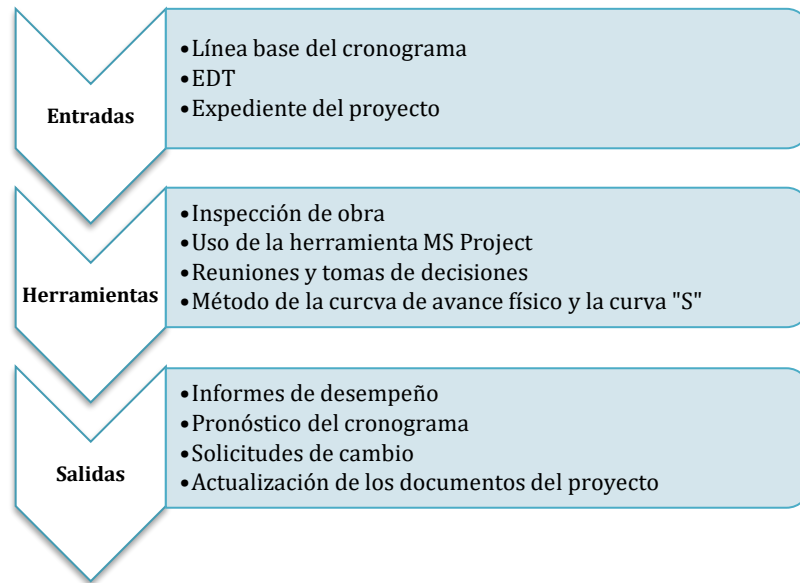 Entradas
•Línea base del cronograma
•EDT
•Expediente del proyecto
Herramientas
•Inspección de obra
•Uso de la herramienta MS Project
•Reuniones y tomas de decisiones
•Método de la curcva de avance físico y la curva "S"
Salidas
•Informes de desempeño
•Pronóstico del cronograma
•Solicitudes de cambio
•Actualización de los documentos del proyecto